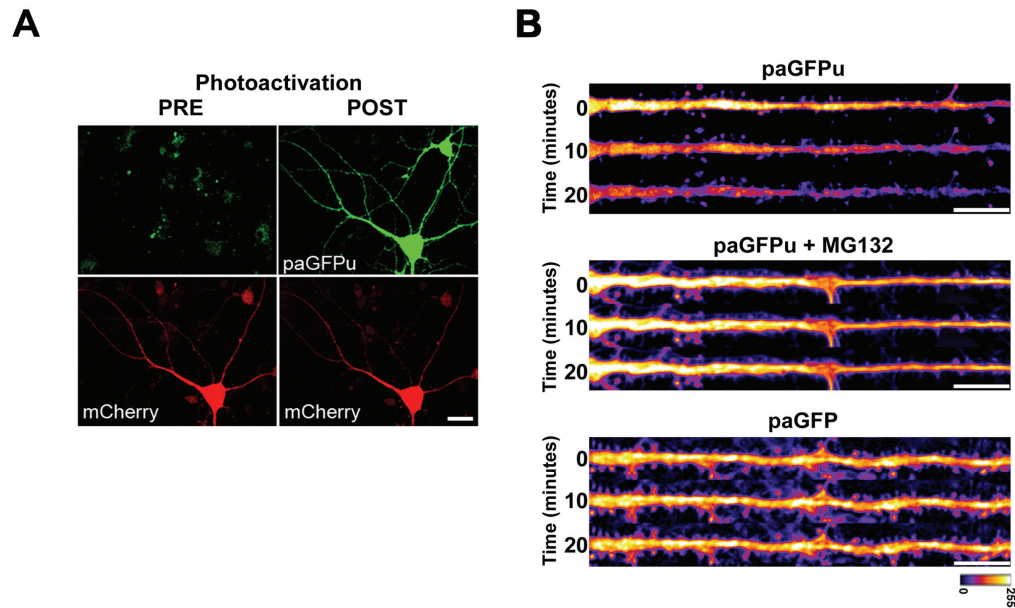 A
Photoactivation
PRE POST
paGFPu
mCherry mCherry
B
paGFPu
Time (minutes)
0
10
20
paGFPu + MG132
Time (minutes)
0
10
20
paGFP
Time (minutes)
0
10
20
0 255